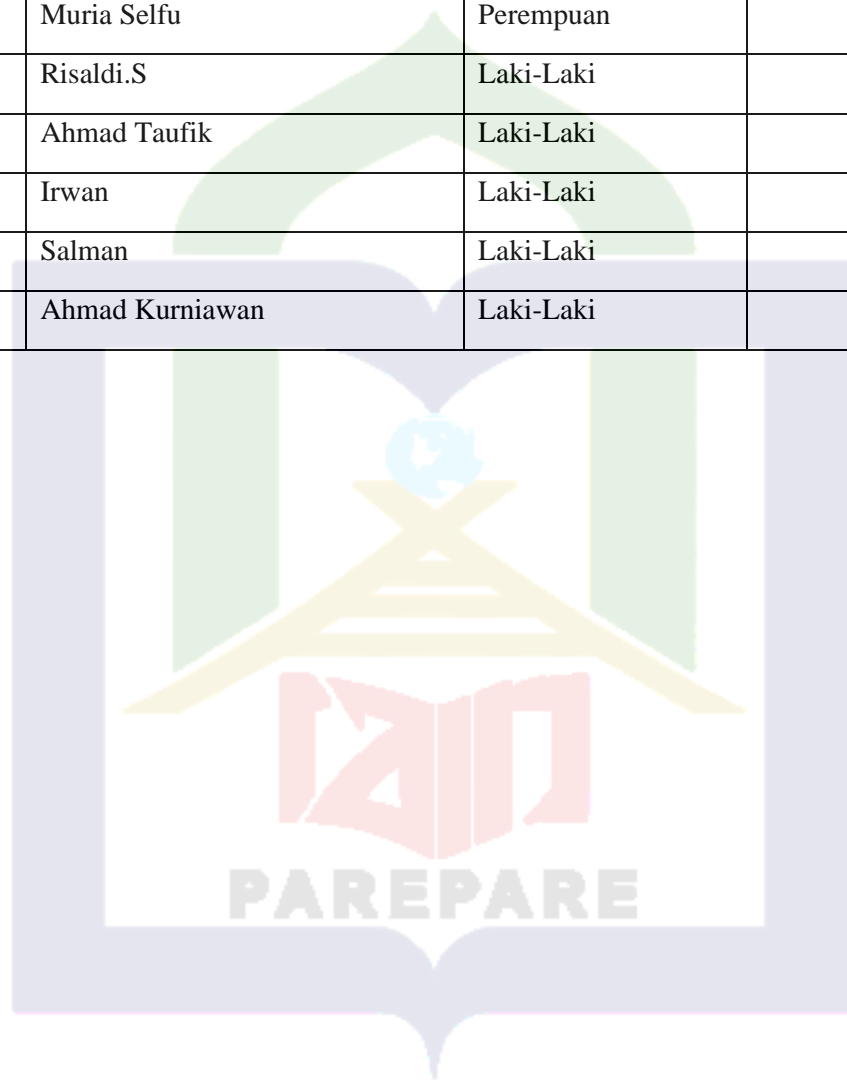 Muria Selfu Perempuan
Risaldi.S Laki-Laki
Ahmad Taufik Laki-Laki
Irwan Laki-Laki
Salman Laki-Laki
Ahmad Kurniawan Laki-Laki
iain
PAREPARE